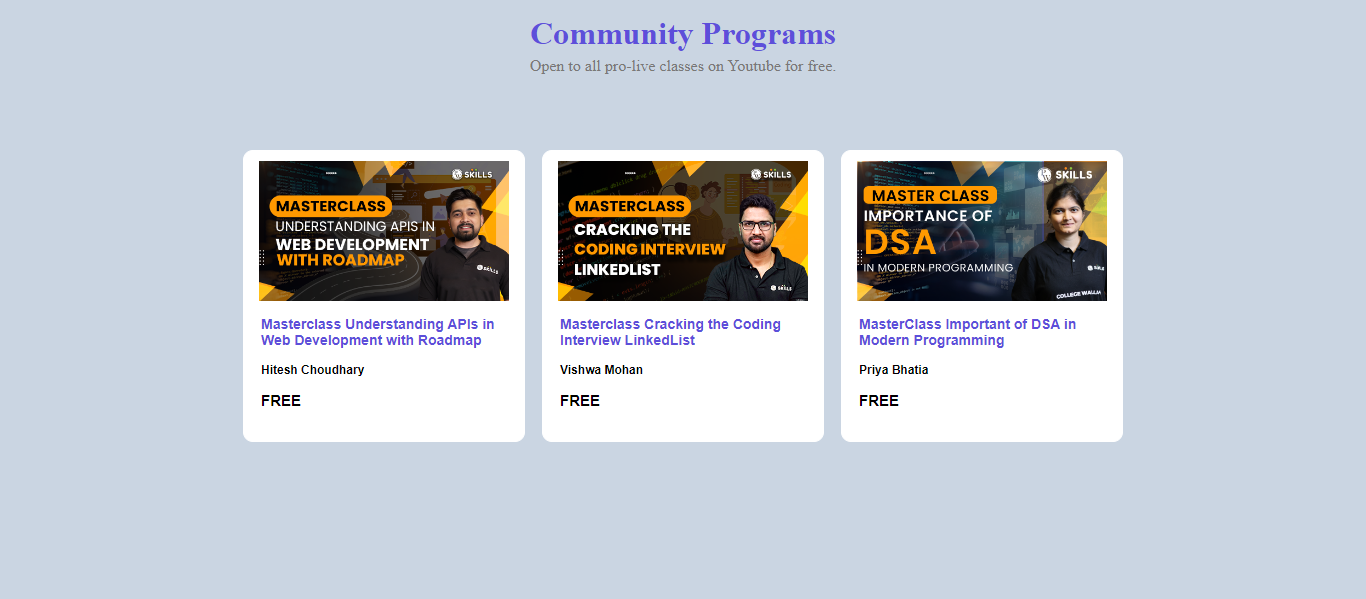 Community Programs
Open to all pro-live classes on Youtube for free.
SKILLS
MASTERCLASS
UNDERSTANDING APIS IN
WEB DEVELOPMENT
WITH ROADMAP
SKILLS
Masterclass Understanding APIs in
Web Development with Roadmap
Hitesh Choudhary
FREE
SKILLS
MASTERCLASS
CRACKING THE
CODING INTERVIEW
LINKEDLIST
SKILLS
Masterclass Cracking the Coding
Interview LinkedList
Vishwa Mohan
FREE
SKILLS
MASTER CLASS
IMPORTANCE OF
DSA
IN MODERN PROGRAMMING
COLLEGE WALLAH
MasterClass Important of DSA in
Modern Programming
Priya Bhatia
FREE